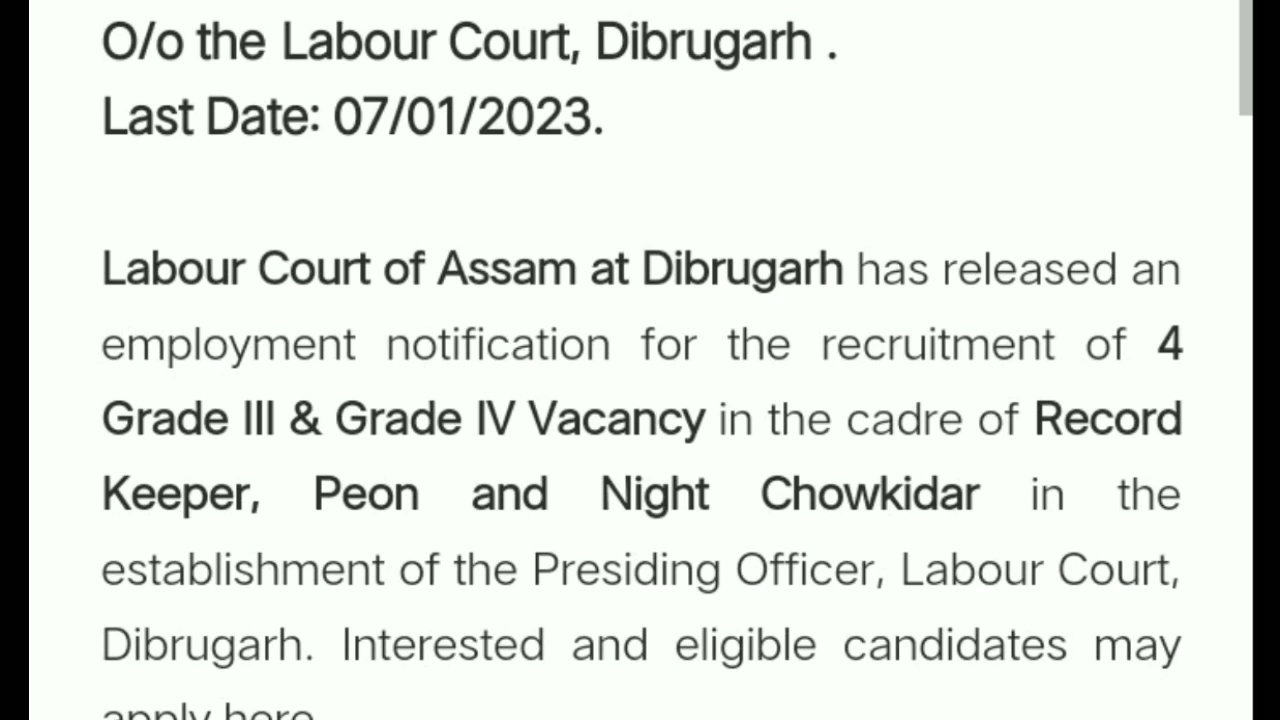 O/o the Labour Court, Dibrugarh .
Last Date: 07/01/2023.
Labour Court of Assam at Dibrugarh has released an
employment notification for the recruitment of 4
Grade III & Grade IV Vacancy in the cadre of Record
Keeper, Peon and Night Chowkidar in the
establishment of the Presiding Officer, Labour Court,
Dibrugarh. Interested and eligible candidates may
apply here